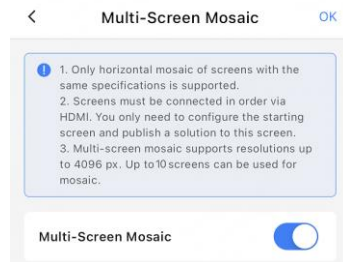 Multi-Screen Mosaic OK
1. Only horizontal mosaic of screens with the
same specifications is supported.
2. Screens must be connected in order via
HDMI. You only need to configure the starting
screen and publish a solution to this screen.
3. Multi-screen mosaic supports resolutions up
to 4096 px. Up to 10 screens can be used for
mosaic.
Multi-Screen Mosaic